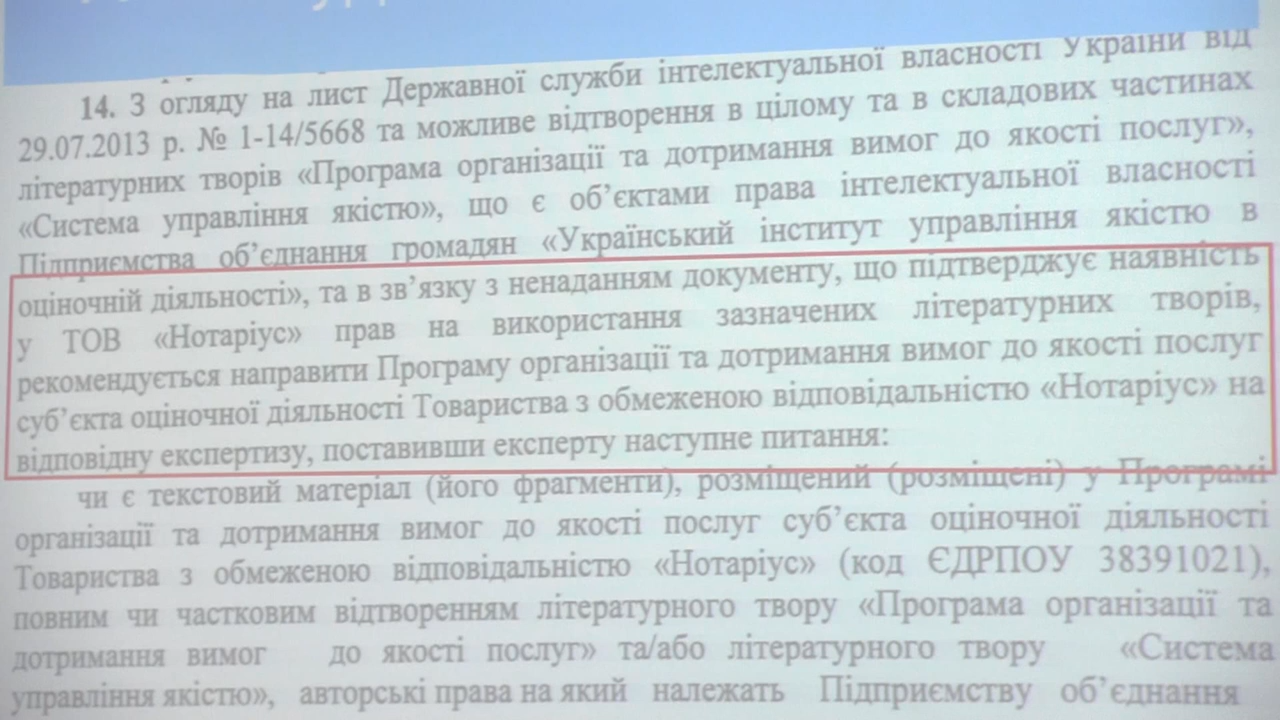 14. З огляду на лист Державної служби інтелектуальної власності України від
29.07.2013 р. № 1-14/5668 та можливе відтворення в цілому та в складових частинах
літературних творів «Програма організації та дотримання вимог до якості послуг»,
«Система управління якістю», що є об’єктами права інтелектуальної власності
Підприємства об’єднання громадян «Український інститут управління якістю в
оціночній діяльності», та в зв’язку з ненаданням документу, що підтверджує наявність
у ТОВ «Нотаріус» прав на використання зазначених літературних творів,
рекомендується направити Програму організації та дотримання вимог до якості послуг
суб’єкта оціночної діяльності Товариства з обмеженою відповідальністю «Нотаріус» на
відповідну експертизу, поставивши експерту наступне питання:
чи є текстовий матеріал (його фрагменти), розміщений (розміщені) у Програмі
організації та дотримання вимог до якості послуг суб’єкта оціночної діяльності
Товариства з обмеженою відповідальністю «Нотаріус» (код ЄДРПОУ 38391021),
повним чи частковим відтворенням літературного твору «Програма організації та
дотримання вимог до якості послуг» та/або літературного твору «Система
управління якістю», авторські права на який належать Підприємству об’єднання